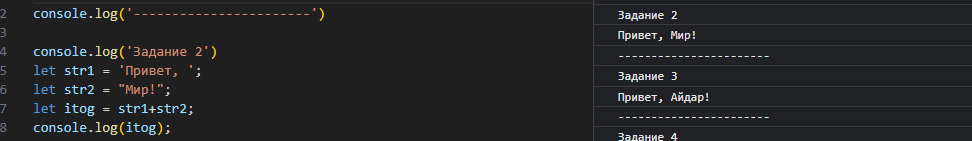 2 console.log('-----------------------')
3
4 console.log('Задание 2')
5 let str1 = 'Привет, ';
6 let str2 = "Мир!";
7 let itog = str1+str2;
8 console.log(itog);
Задание 2
Привет, Мир!
-----------------------
Задание 3
Привет, Айдар!
-----------------------
Задание 4